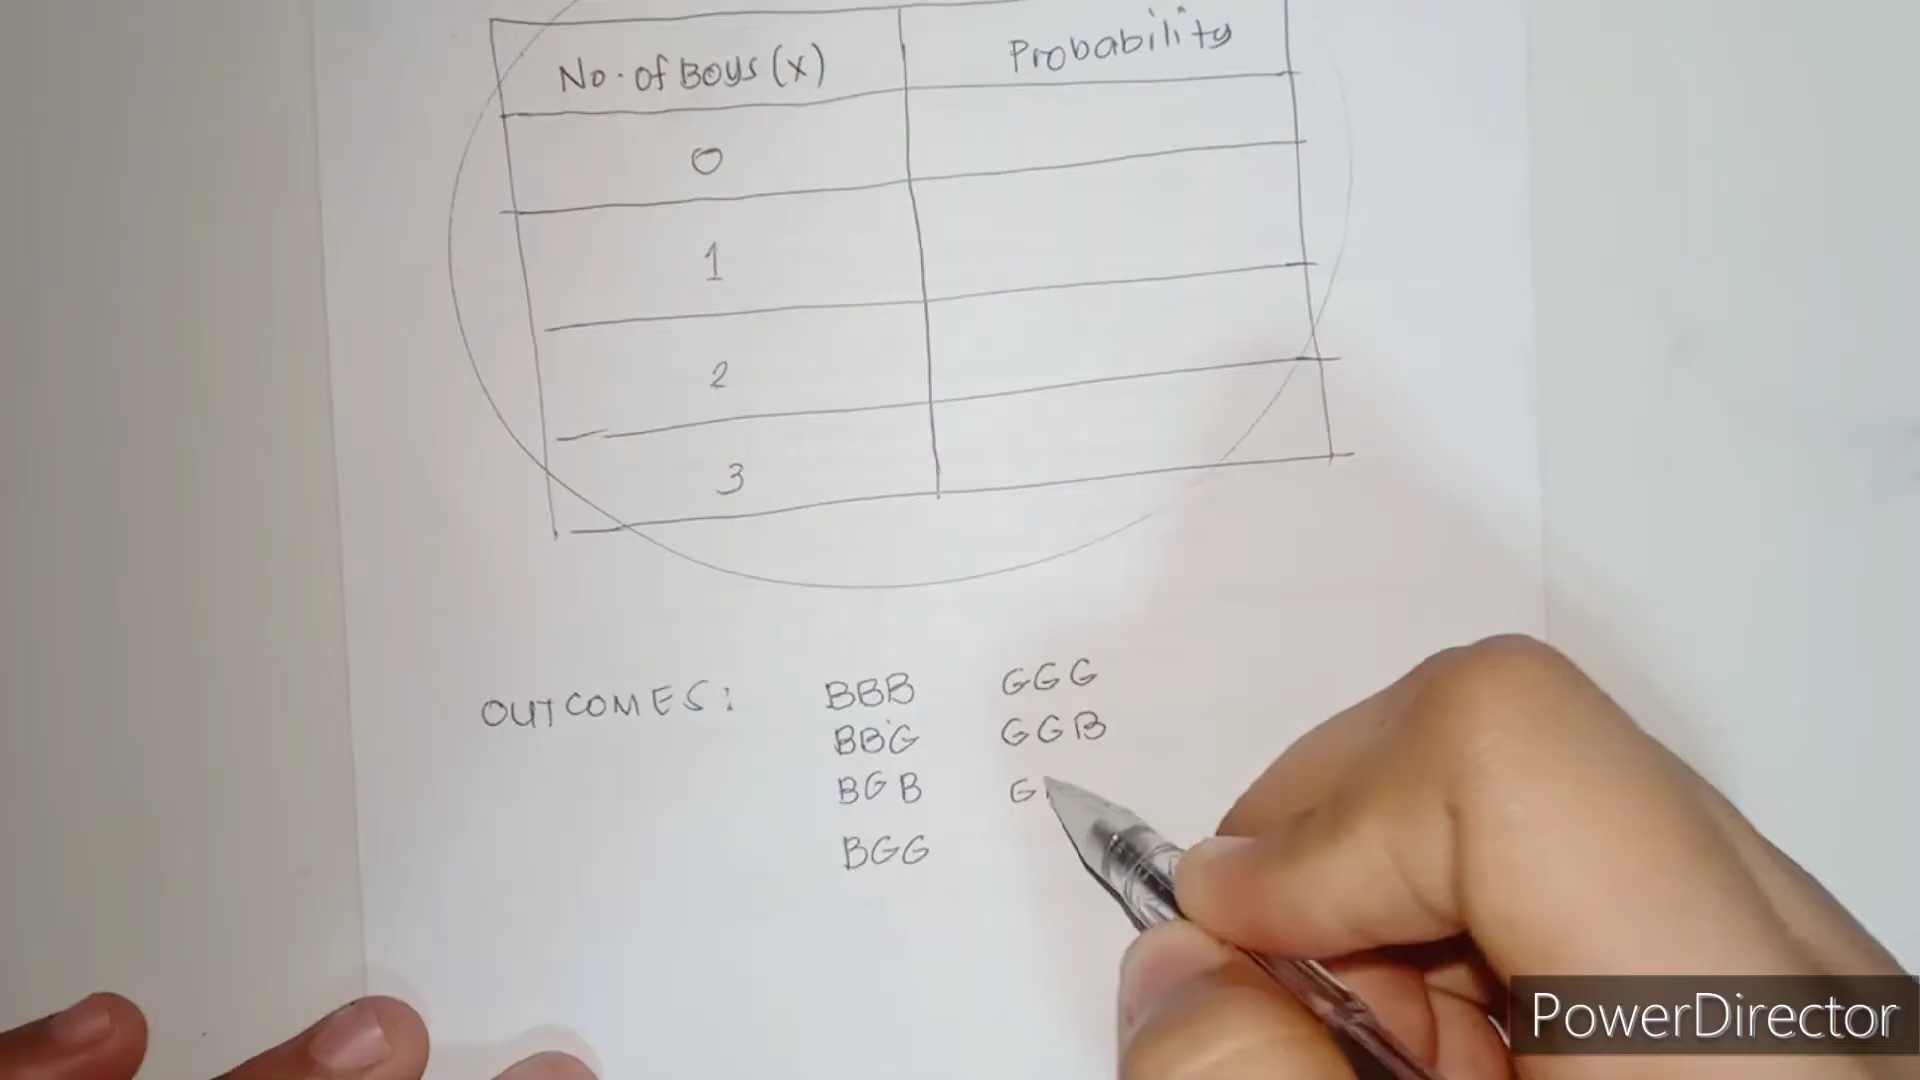 No. of Boys (x) Probability
0
1
2
3
OUTCOMES: BBB GGG
BBG GGB
BGB G
BGG
PowerDirector